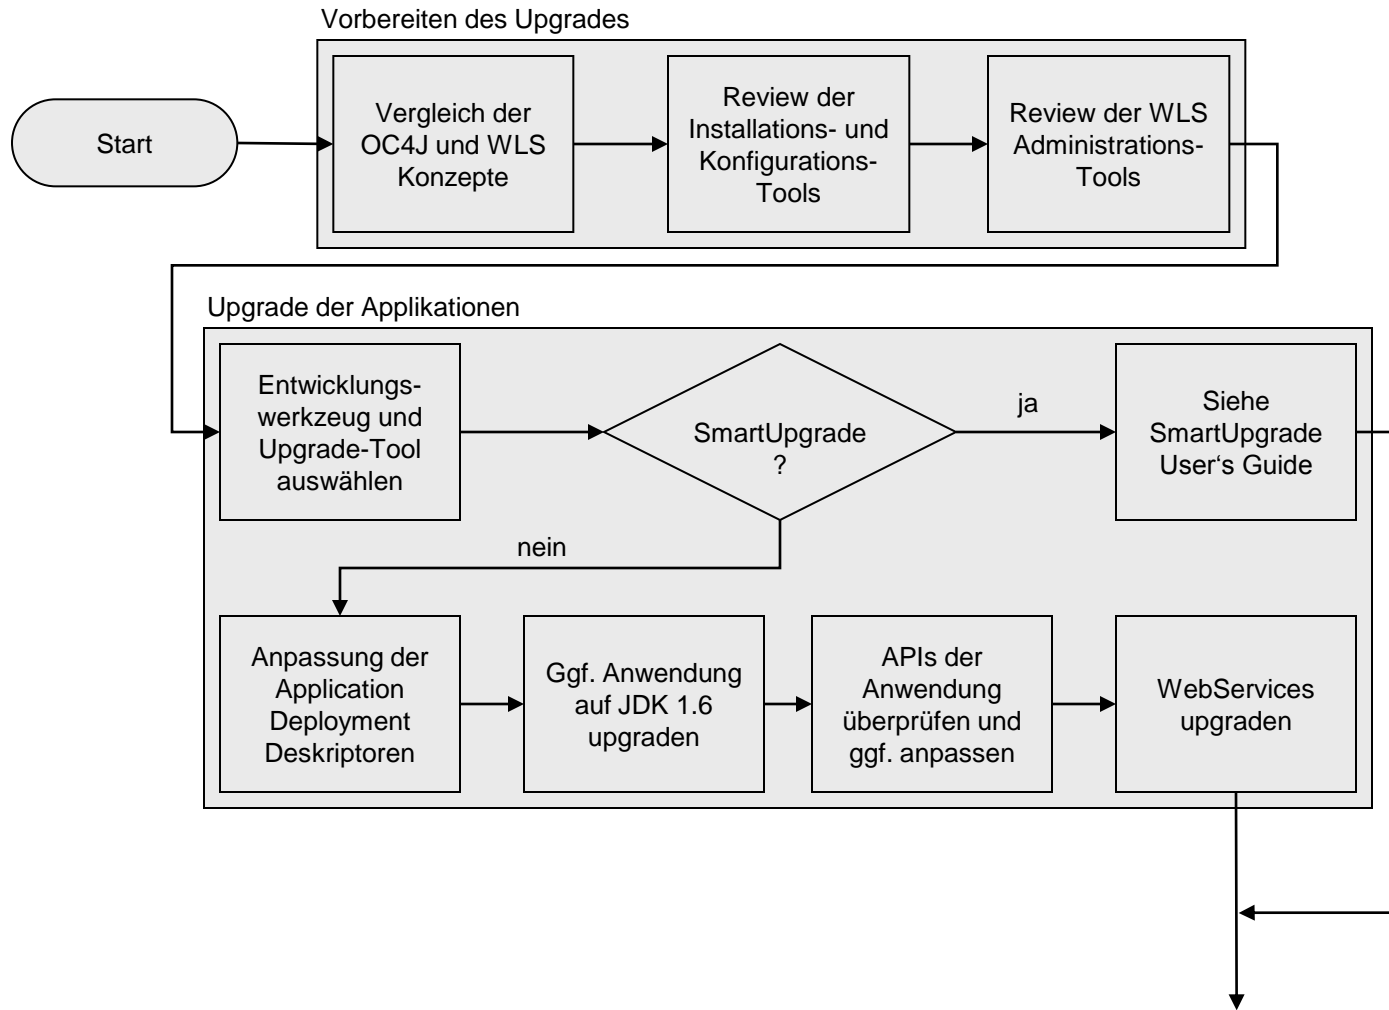 Vorbereiten des Upgrades
Start
Vergleich der
OC4J und WLS
Konzepte
Review der
Installations- und
Konfigurations-
Tools
Review der WLS
Administrations-
Tools
Upgrade der Applikationen
Entwicklungs-
werkzeug und
Upgrade-Tool
auswählen
SmartUpgrade
?
ja
Siehe
SmartUpgrade
User‘s Guide
nein
Anpassung der
Application
Deployment
Deskriptoren
Ggf. Anwendung
auf JDK 1.6
upgraden
APIs der
Anwendung
überprüfen und
ggf. anpassen
WebServices
upgraden